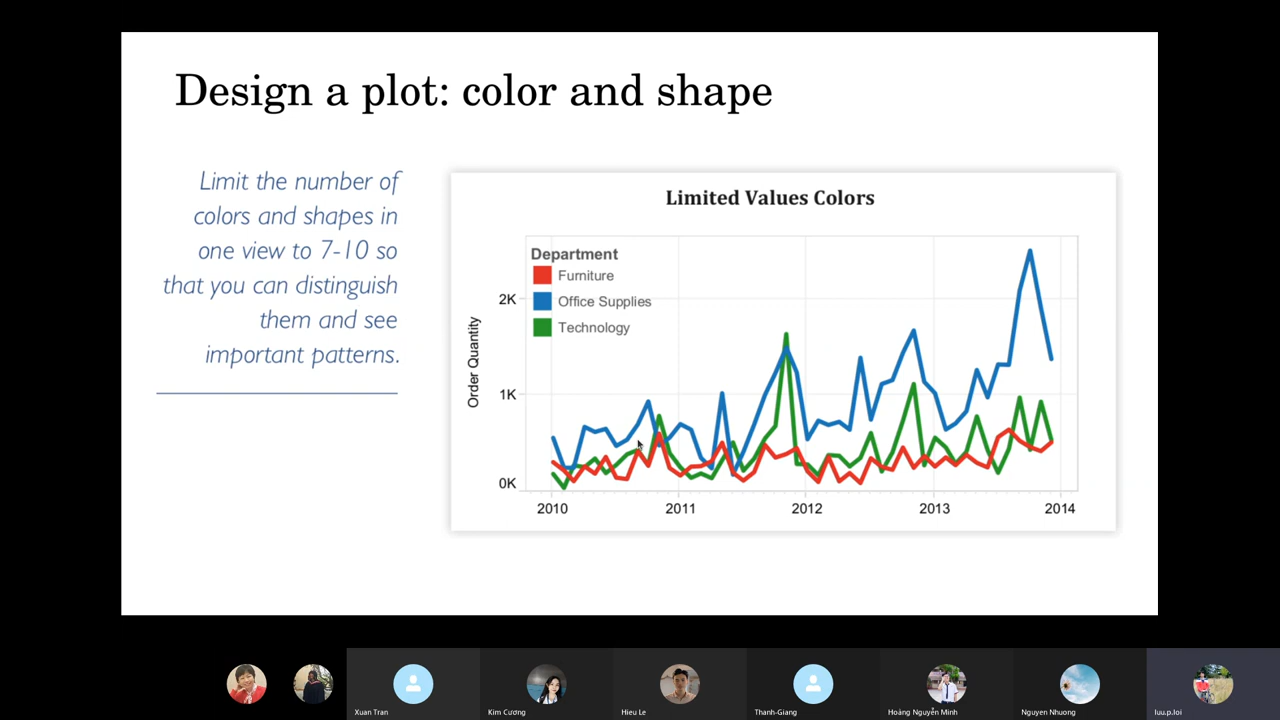 Design a plot: color and shape
Limit the number of
colors and shapes in
one view to 7-10 so
that you can distinguish
them and see
important patterns.
Limited Values Colors
Department
Furniture
Office Supplies
Technology
Order Quantity
2K
1K
0K
2010 2011 2012 2013 2014
Xuan Tran Kim Cương Hieu Le Thanh-Giang Hoàng Nguyễn Minh Nguyen Nhuong luu.p.loi